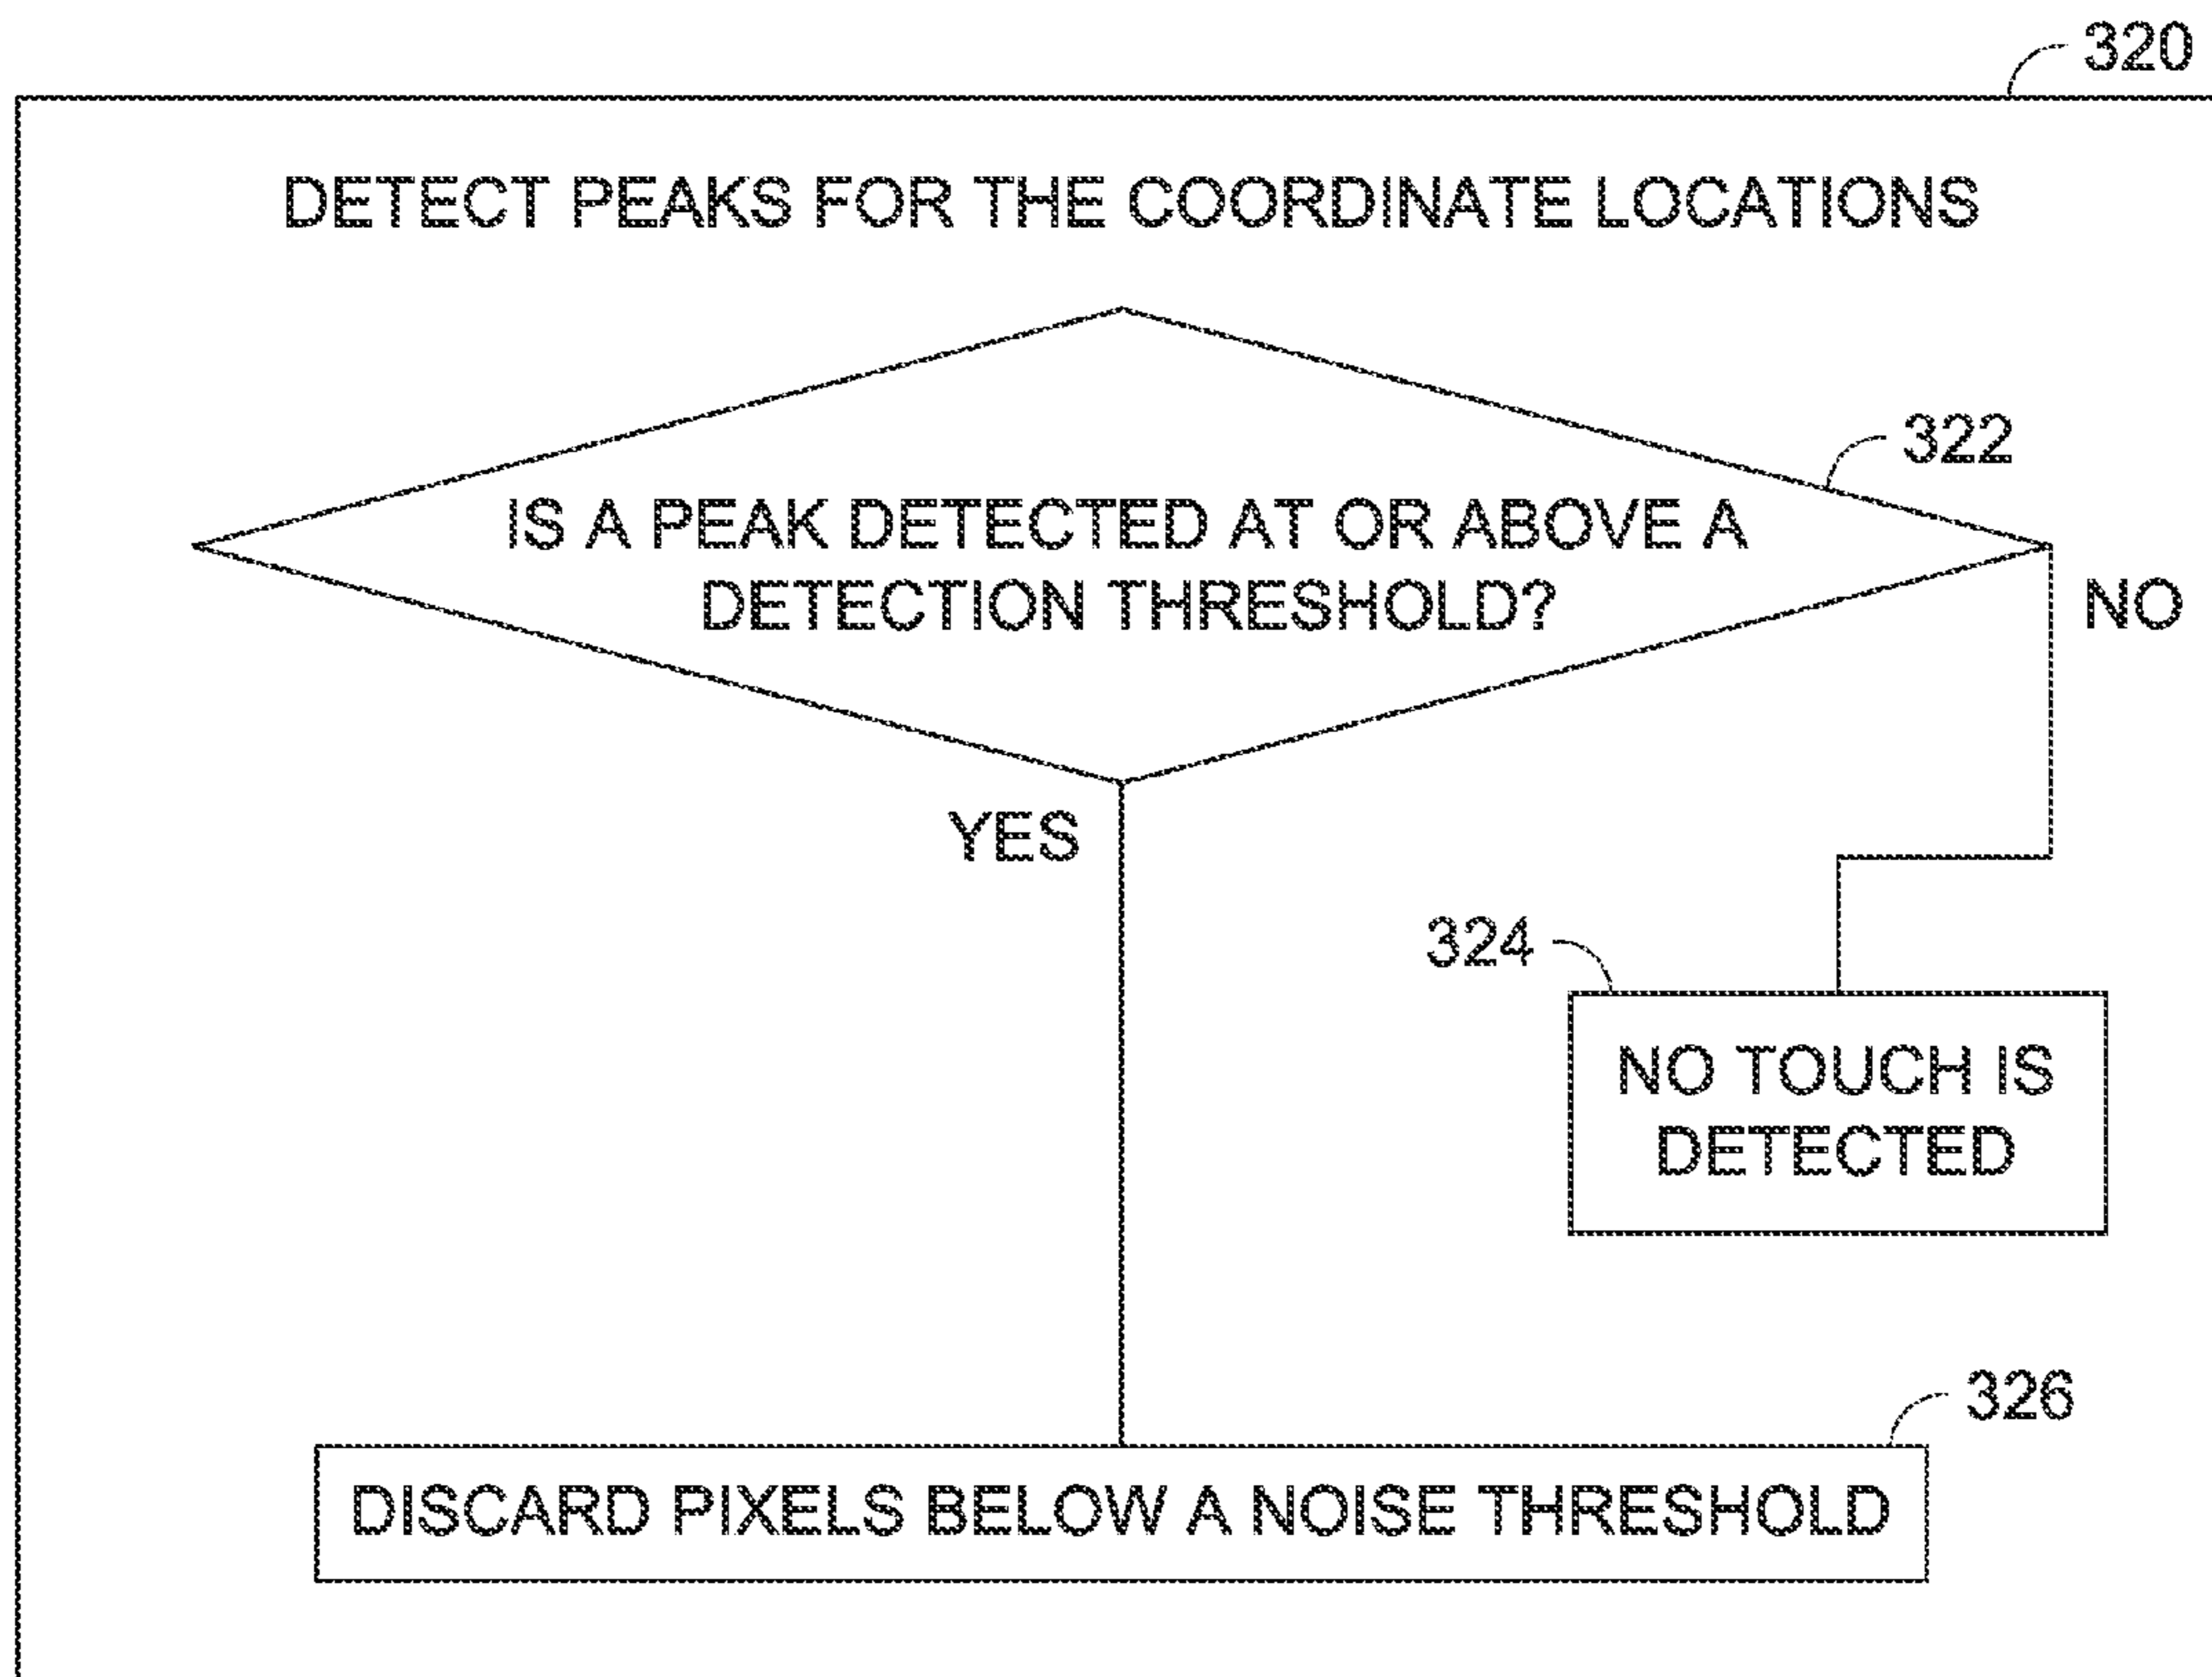 320
DETECT PEAKS FOR THE COORDINATE LOCATIONS
322
IS A PEAK DETECTED AT OR ABOVE A
DETECTION THRESHOLD?
NO
YES
324
NO TOUCH IS
DETECTED
326
DISCARD PIXELS BELOW A NOISE THRESHOLD